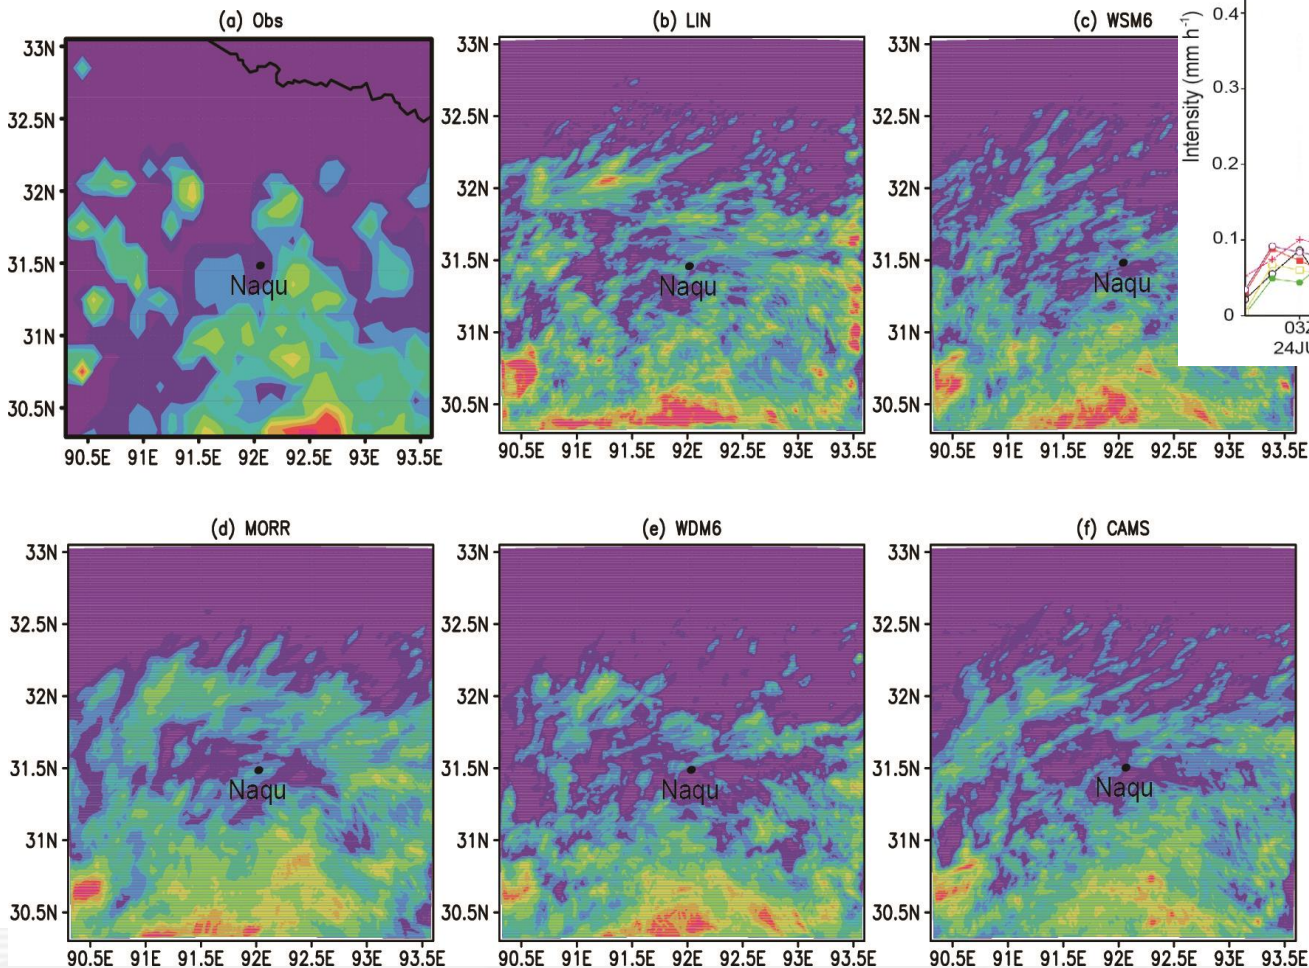 (a) Obs
33N
32.5N
32N
31.5N
31N
30.5N
Naqu
90.5E 91E 91.5E 92E 92.5E 93E 93.5E
(b) LIN
33N
32.5N
32N
31.5N
31N
30.5N
Naqu
90.5E 91E 91.5E 92E 92.5E 93E 93.5E
(c) WSM6
33N
32.5N
32N
31.5N
31N
30.5N
Naqu
90.5E 91E 91.5E 92E 92.5E 93E 93.5E
Intensity (mm h⁻¹)
0.4
0.3
0.2
0.1
0
03Z
24JU
(d) MORR
33N
32.5N
32N
31.5N
31N
30.5N
Naqu
90.5E 91E 91.5E 92E 92.5E 93E 93.5E
(e) WDM6
33N
32.5N
32N
31.5N
31N
30.5N
Naqu
90.5E 91E 91.5E 92E 92.5E 93E 93.5E
(f) CAMS
33N
32.5N
32N
31.5N
31N
30.5N
Naqu
90.5E 91E 91.5E 92E 92.5E 93E 93.5E